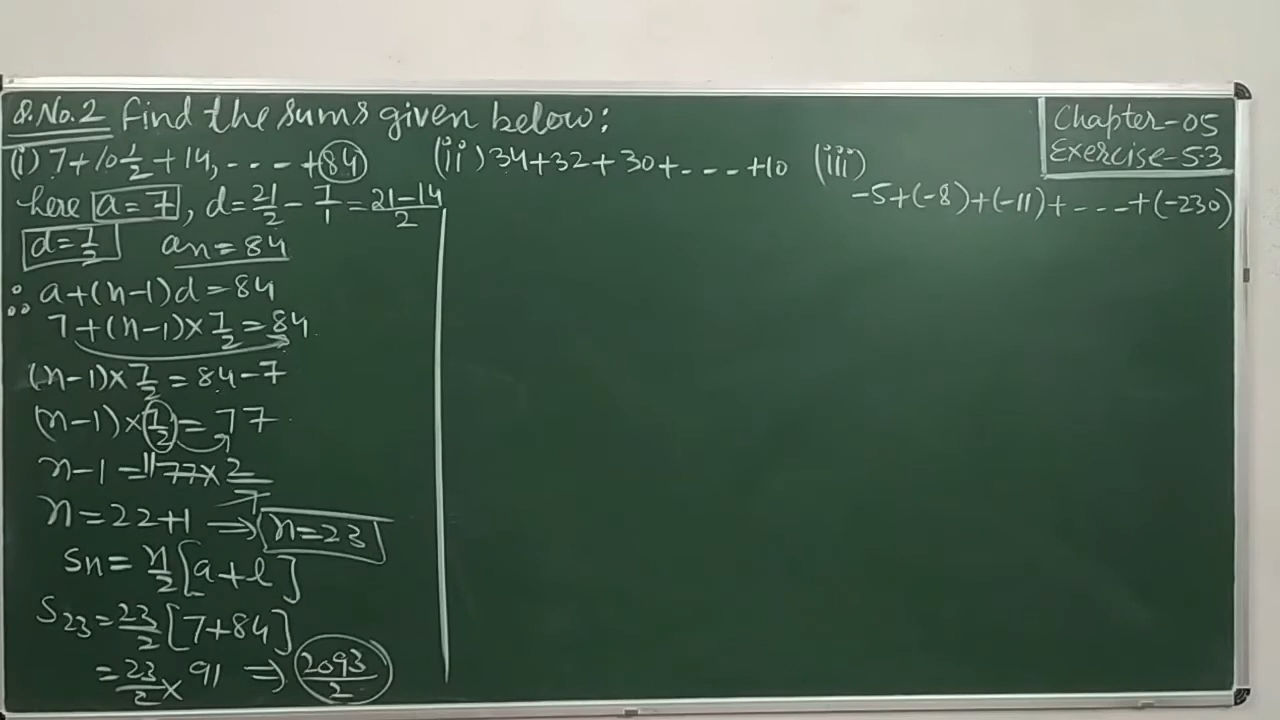 Q.No.2 Find the sums given below:
Chapter-05
Exercise-5.3
(i) 7+10 1/2+14, ----+84
here a=7, d=21/2-7/1=21-14/2
d=7/2 an=84
∴ a+(n-1)d=84
7+(n-1)×7/2=84
(n-1)×7/2=84-7
(n-1)×7/2=77
n-1=11 77×2/7
n=22+1 ⇒ n=23
Sn=n/2[a+l]
S23=23/2[7+84]
=23/2×91 ⇒ 2093/2
(ii) 34+32+30+----+10
(iii)
-5+(-8)+(-11)+----+(-230)